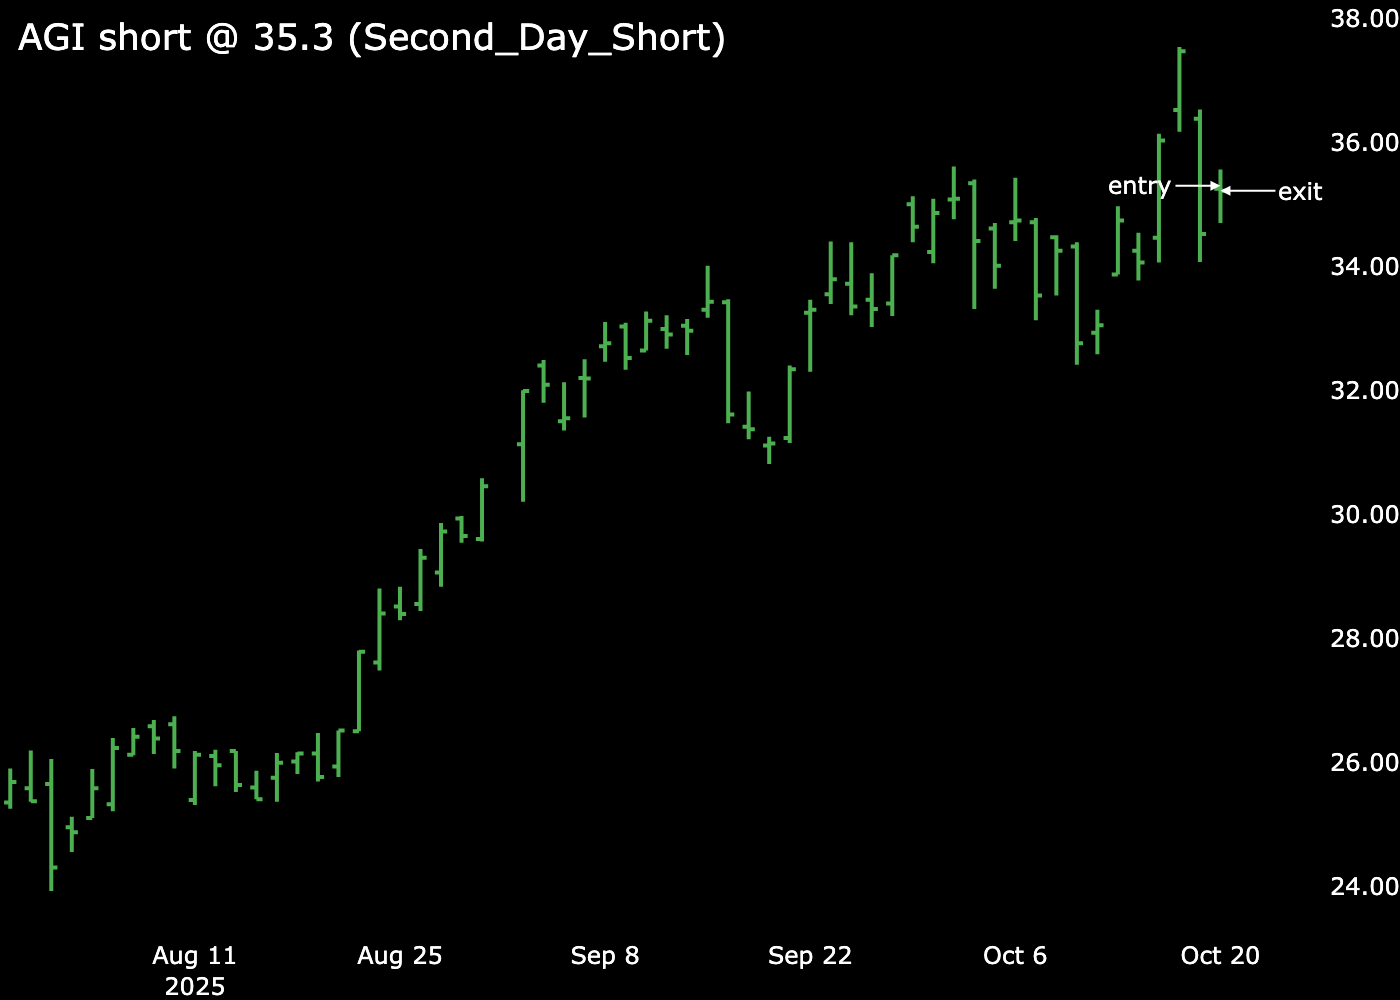 AGI short @ 35.3 (Second_Day_Short)
38.00
36.00
entry
exit
34.00
32.00
30.00
28.00
26.00
24.00
Aug 11
2025
Aug 25
Sep 8
Sep 22
Oct 6
Oct 20